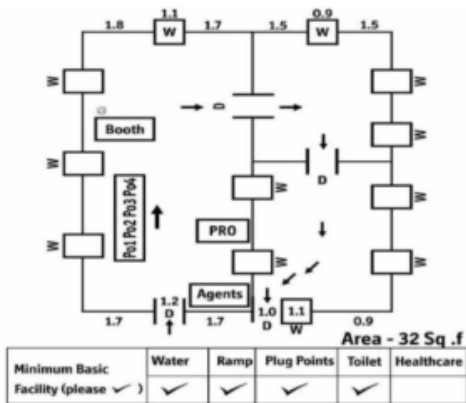 1.1 0.9
1.8 W 1.7 1.5 W 1.5
W W
D
Booth
W
W D
W W
Po1 Po2 Po3 Po4
PRO
W W W
Agents
1.2 1.0 1.1
1.7 D 1.7 D W 0.9
Area - 32 Sq .f
Minimum Basic Water Ramp Plug Points Toilet Healthcare
Facility (please ✓) ✓ ✓ ✓ ✓